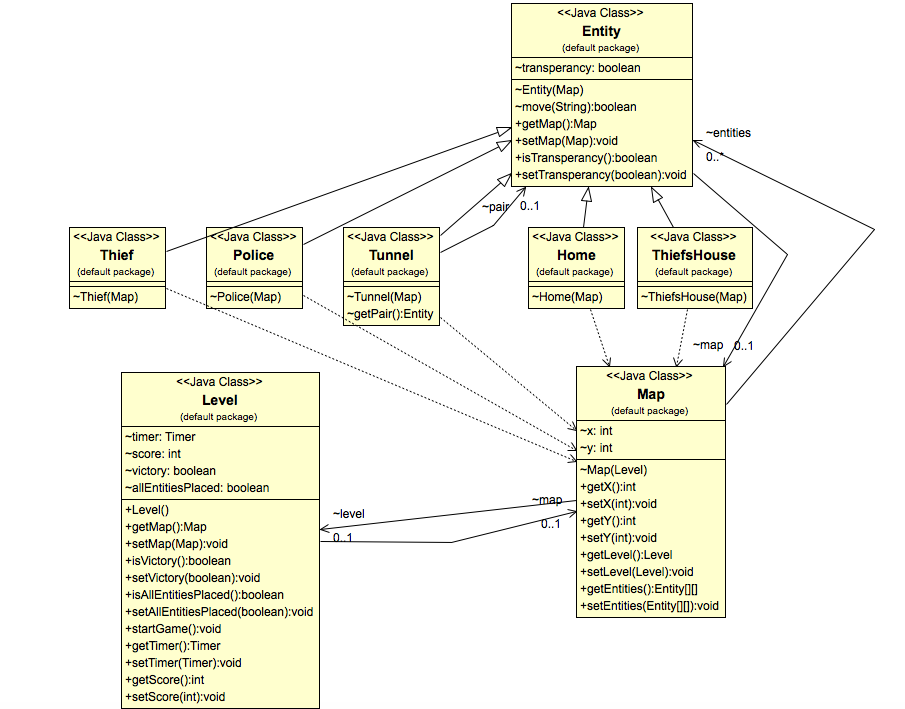 <<Java Class>>
Entity
(default package)
~transperancy: boolean
~Entity(Map)
~move(String):boolean
+getMap():Map
+setMap(Map):void
+isTransperancy():boolean
+setTransperancy(boolean):void
~entities
0..*
~pair 0..1
<<Java Class>>
Thief
(default package)
~Thief(Map)
<<Java Class>>
Police
(default package)
~Police(Map)
<<Java Class>>
Tunnel
(default package)
~Tunnel(Map)
~getPair():Entity
<<Java Class>>
Home
(default package)
~Home(Map)
<<Java Class>>
ThiefsHouse
(default package)
~ThiefsHouse(Map)
~map 0..1
<<Java Class>>
Level
(default package)
~timer: Timer
~score: int
~victory: boolean
~allEntitiesPlaced: boolean
+Level()
+getMap():Map
+setMap(Map):void
+isVictory():boolean
+setVictory(boolean):void
+isAllEntitiesPlaced():boolean
+setAllEntitiesPlaced(boolean):void
+startGame():void
+getTimer():Timer
+setTimer(Timer):void
+getScore():int
+setScore(int):void
~level
0..1
~map
0..1
<<Java Class>>
Map
(default package)
~x: int
~y: int
~Map(Level)
+getX():int
+setX(int):void
+getY():int
+setY(int):void
+getLevel():Level
+setLevel(Level):void
+getEntities():Entity[][]
+setEntities(Entity[][]):void